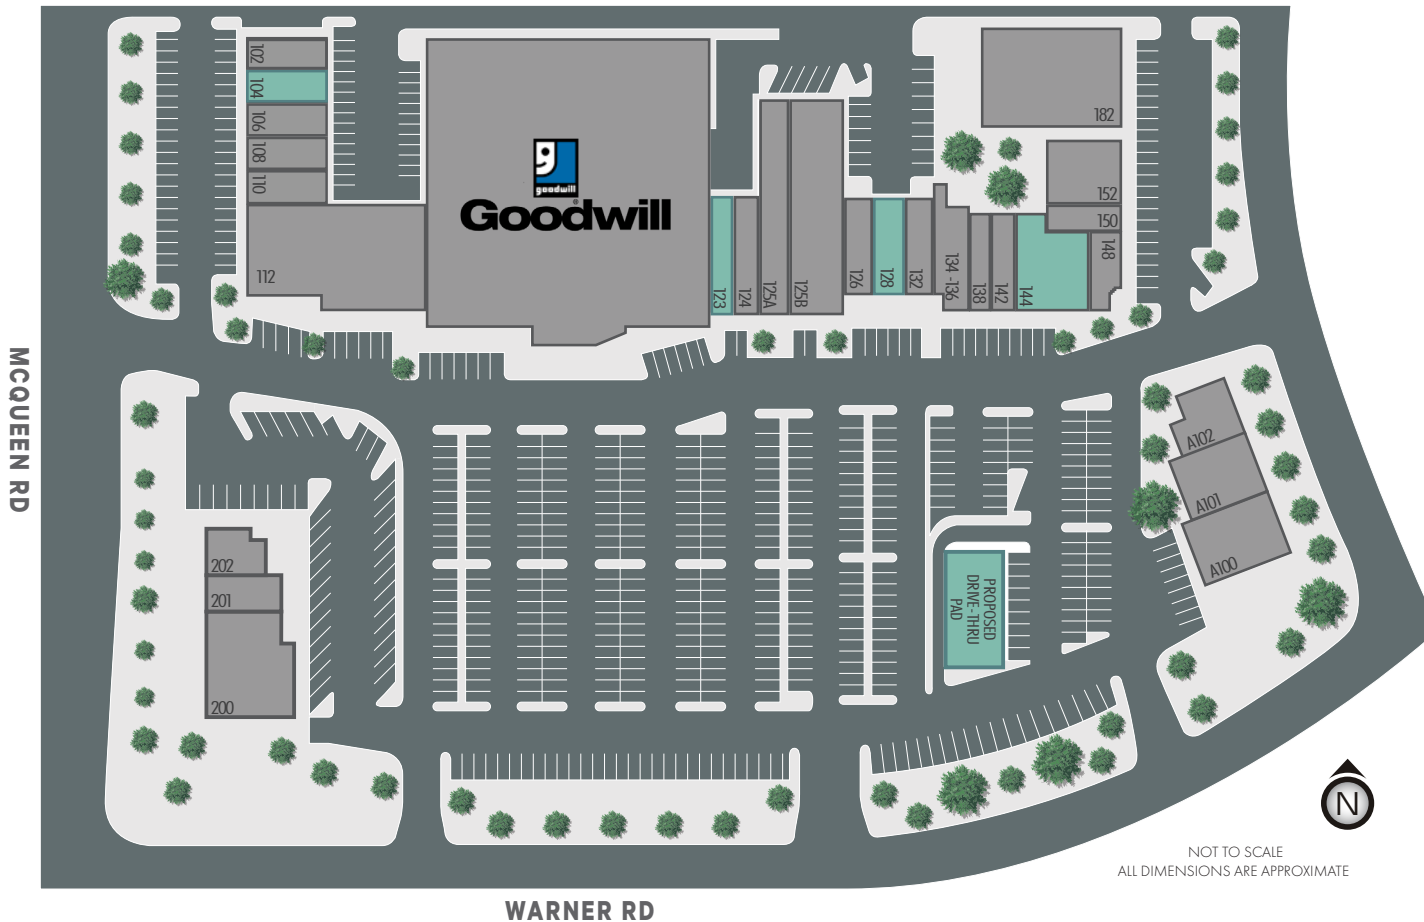 102
104
106
108
110
112
goodwill
Goodwill
®
123
124
125A
125B
126
128
132
134 -136
138
142
144
148
150
152
182
MCQUEEN RD
202
201
200
A102
A101
A100
PROPOSED
DRIVE-THRU
PAD
N
NOT TO SCALE
ALL DIMENSIONS ARE APPROXIMATE
WARNER RD